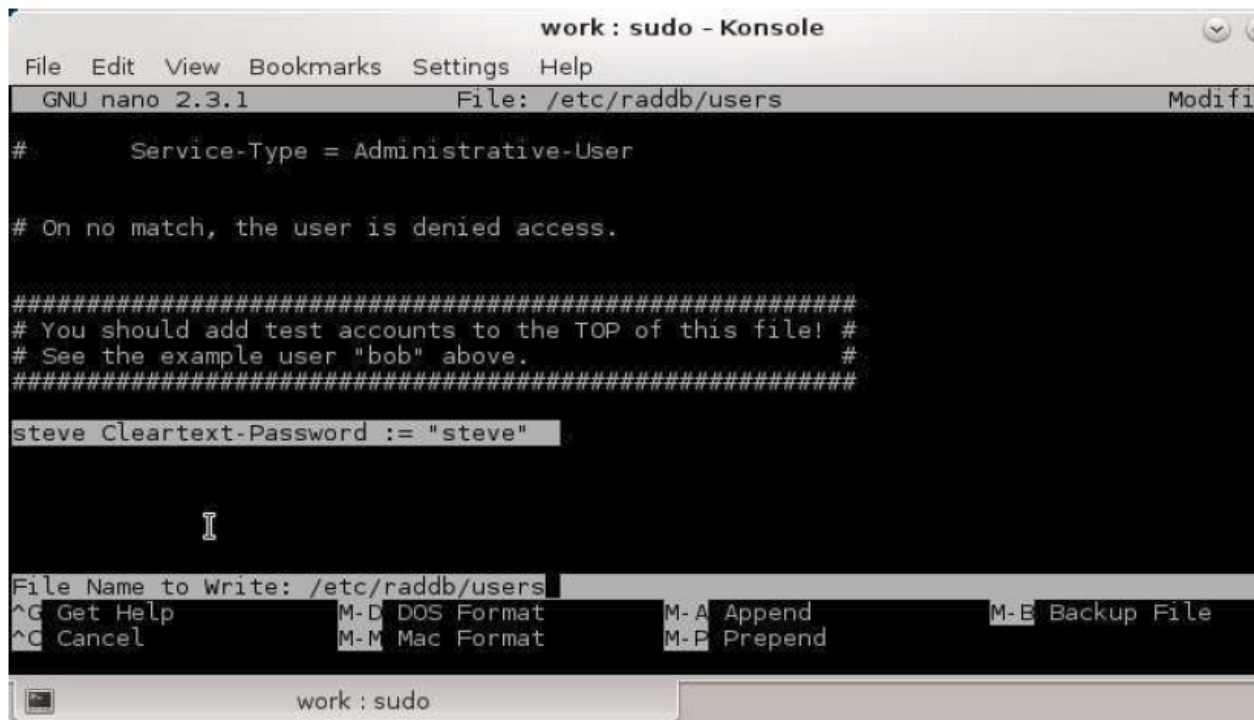 work : sudo – Konsole
File Edit View Bookmarks Settings Help
GNU nano 2.3.1 File: /etc/raddb/users Modifi
# Service-Type = Administrative-User
# On no match, the user is denied access.
#########################################################
# You should add test accounts to the TOP of this file! #
# See the example user "bob" above. #
#########################################################
steve Cleartext-Password := "steve"
File Name to Write: /etc/raddb/users
^G Get Help M-D DOS Format M-A Append M-B Backup File
^C Cancel M-M Mac Format M-P Prepend
work : sudo